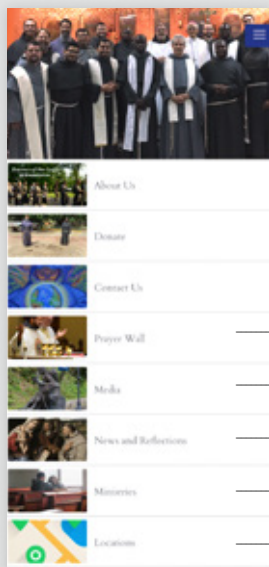 About Us
Donate
Contact Us
Prayer Wall
Media
News and Reflections
Ministries
Locations